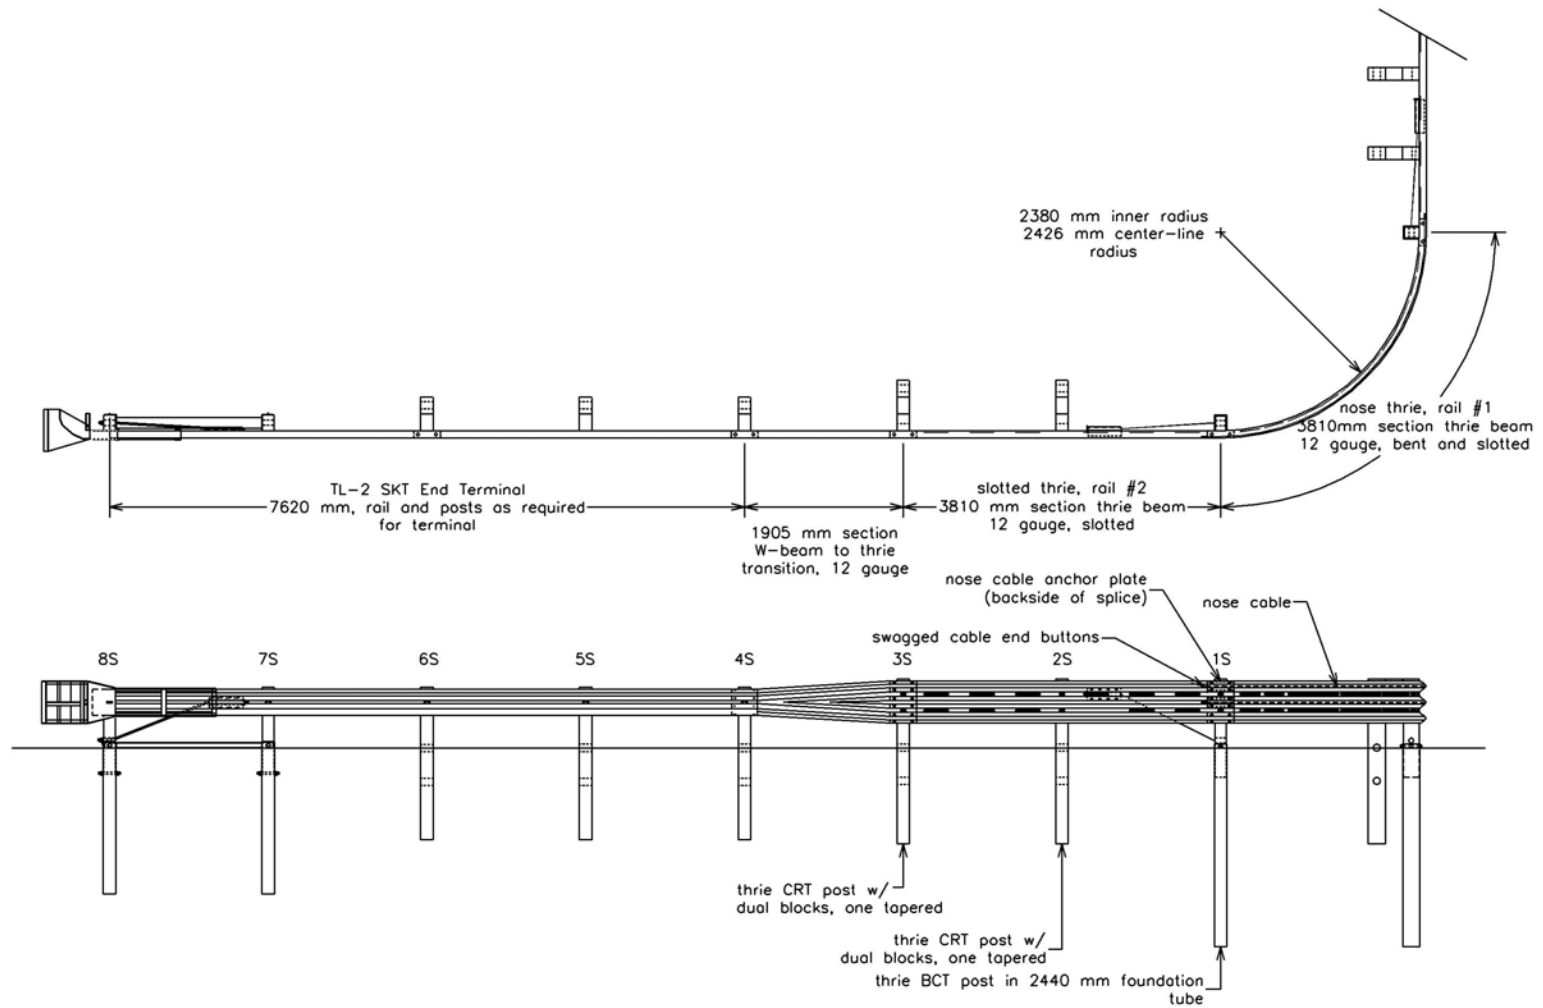 2380 mm inner radius
2426 mm center-line
radius
nose thrie, rail #1
3810mm section thrie beam
12 gauge, bent and slotted
TL-2 SKT End Terminal
7620 mm, rail and posts as required
for terminal
slotted thrie, rail #2
3810 mm section thrie beam
12 gauge, slotted
1905 mm section
W-beam to thrie
transition, 12 gauge
nose cable anchor plate
(backside of splice)
nose cable
swagged cable end buttons
8S 7S 6S 5S 4S 3S 2S 1S
thrie CRT post w/
dual blocks, one tapered
thrie CRT post w/
dual blocks, one tapered
thrie BCT post in 2440 mm foundation
tube